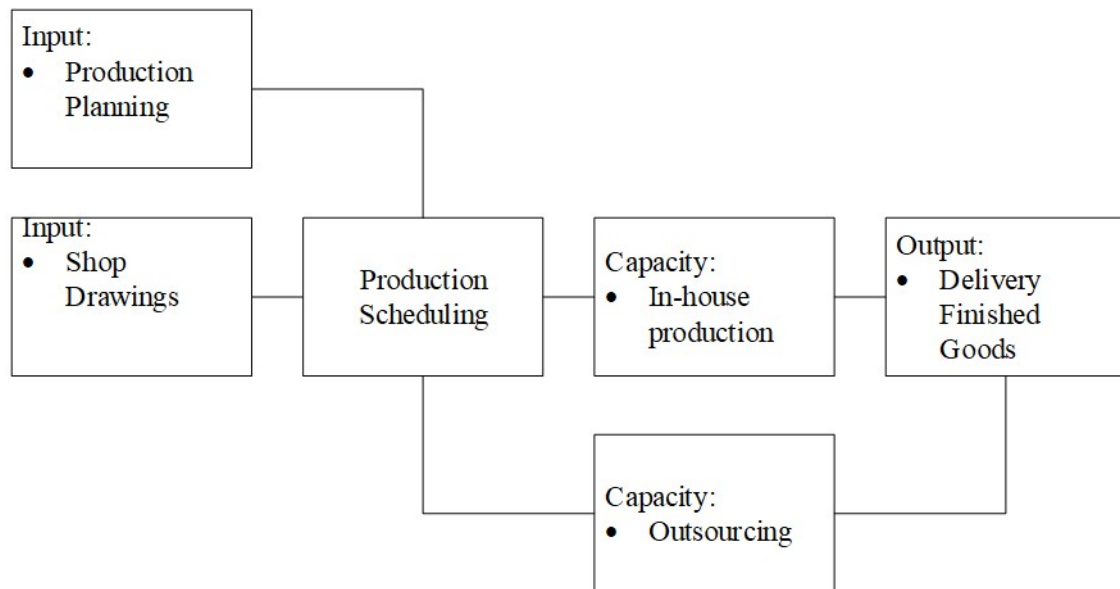 Input:
• Production
Planning
Input:
• Shop
Drawings
Production
Scheduling
Capacity:
• In-house
production
Output:
• Delivery
Finished
Goods
Capacity:
• Outsourcing